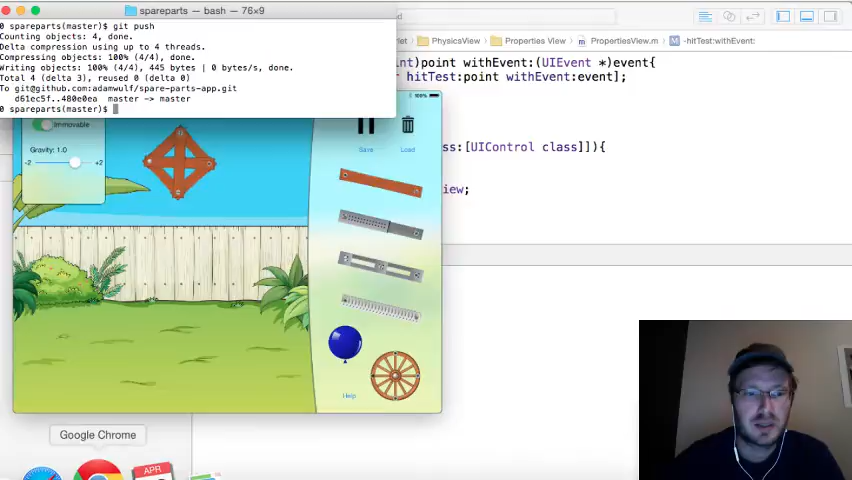 spareparts — bash — 76×9
0 spareparts(master)$ git push
Counting objects: 4, done.
Delta compression using up to 4 threads.
Compressing objects: 100% (4/4), done.
Writing objects: 100% (4/4), 445 bytes | 0 bytes/s, done.
Total 4 (delta 3), reused 0 (delta 0)
To git@github.com:adamwulf/spare-parts-app.git
d61ec5f..480e0ea master -> master
0 spareparts(master)$
PhysicsView
Properties View
PropertiesView.m
-hitTest:withEvent:
nt)point withEvent:(UIEvent *)event{
r hitTest:point withEvent:event];
ss:[UIControl class]]){
iew;
100%
Immovable
Gravity: 1.0
-2
+2
Save
Load
Help
Google Chrome
APR